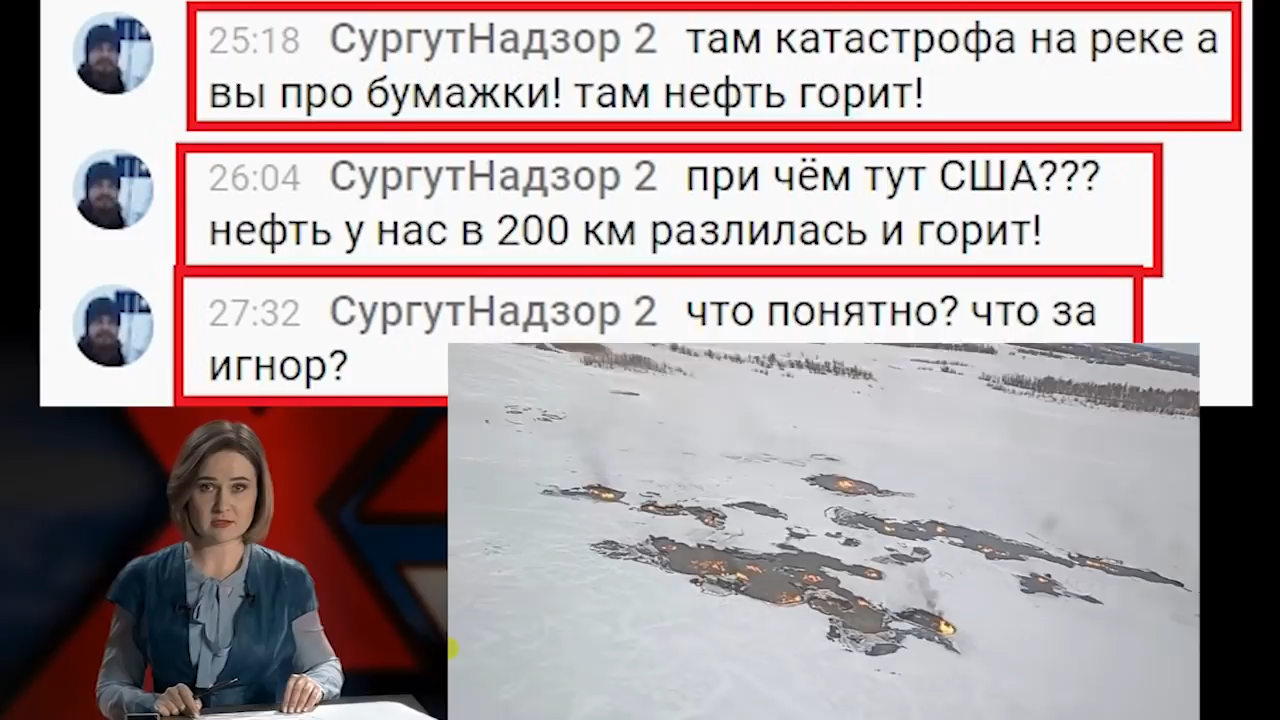 25:18 СургутНадзор 2 там катастрофа на реке а
вы про бумажки! там нефть горит!
26:04 СургутНадзор 2 при чём тут США???
нефть у нас в 200 км разлилась и горит!
27:32 СургутНадзор 2 что понятно? что за
игнор?